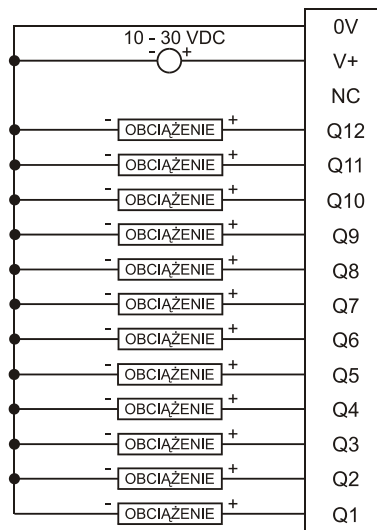 0V
10 - 30 VDC
- + V+
NC
- OBCIĄŻENIE + Q12
- OBCIĄŻENIE + Q11
- OBCIĄŻENIE + Q10
- OBCIĄŻENIE + Q9
- OBCIĄŻENIE + Q8
- OBCIĄŻENIE + Q7
- OBCIĄŻENIE + Q6
- OBCIĄŻENIE + Q5
- OBCIĄŻENIE + Q4
- OBCIĄŻENIE + Q3
- OBCIĄŻENIE + Q2
- OBCIĄŻENIE + Q1